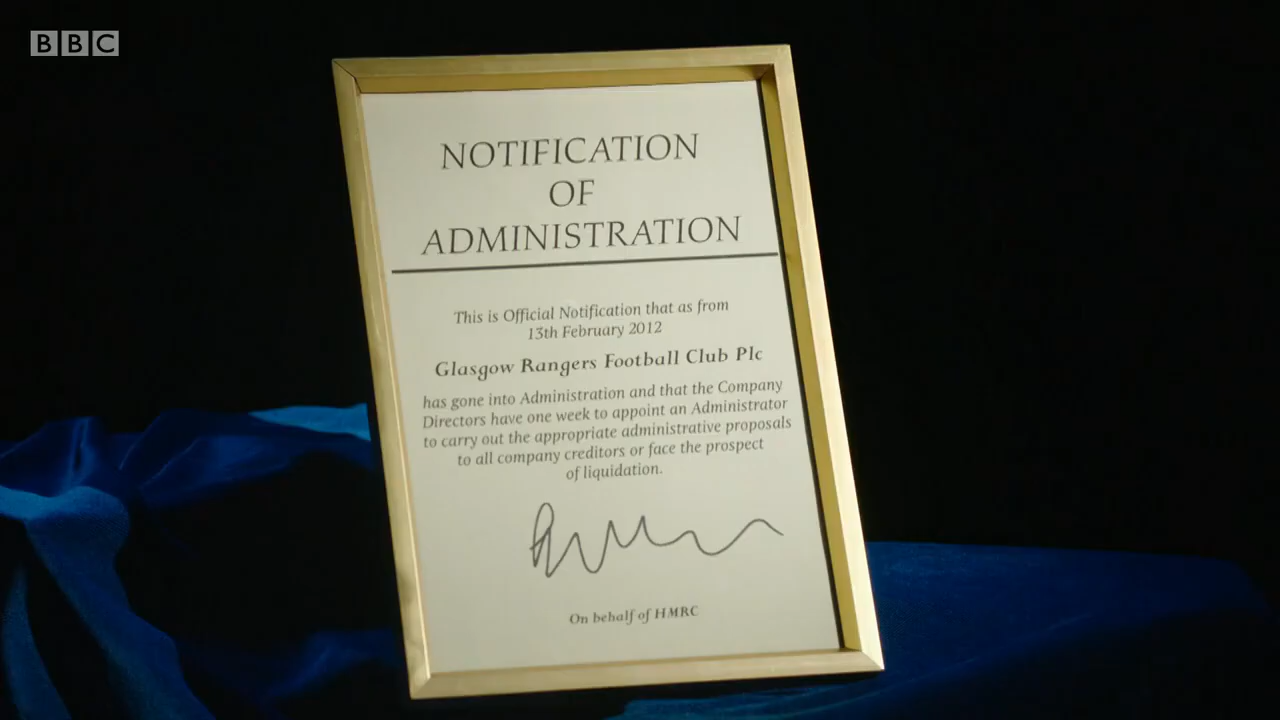 BBC
NOTIFICATION
OF
ADMINISTRATION
This is Official Notification that as from
13th February 2012
Glasgow Rangers Football Club Plc
has gone into Administration and that the Company
Directors have one week to appoint an Administrator
to carry out the appropriate administrative proposals
to all company creditors or face the prospect
of liquidation.
On behalf of HMRC